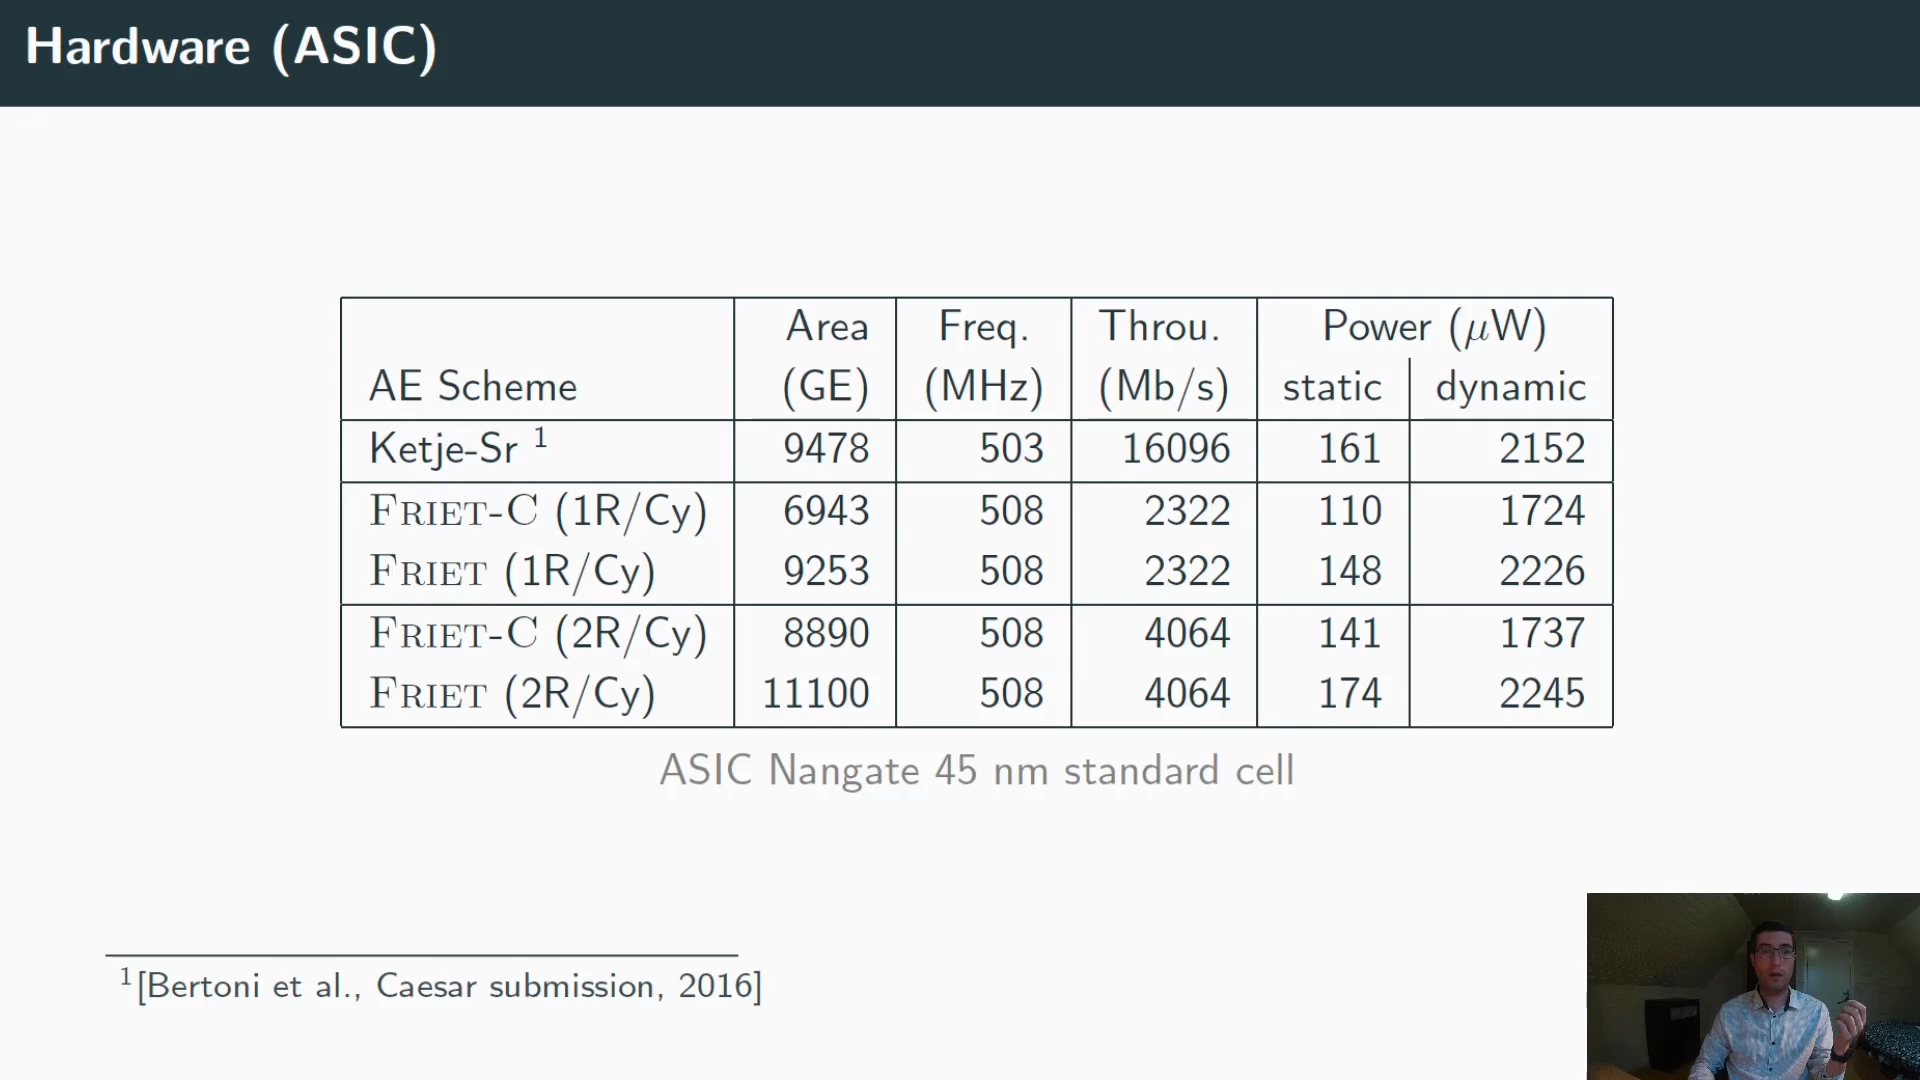 Hardware (ASIC)
Area Freq. Throu. Power (μW)
AE Scheme (GE) (MHz) (Mb/s) static dynamic
Ketje-Sr ¹ 9478 503 16096 161 2152
FRIET-C (1R/Cy) 6943 508 2322 110 1724
FRIET (1R/Cy) 9253 508 2322 148 2226
FRIET-C (2R/Cy) 8890 508 4064 141 1737
FRIET (2R/Cy) 11100 508 4064 174 2245
ASIC Nangate 45 nm standard cell
¹[Bertoni et al., Caesar submission, 2016]